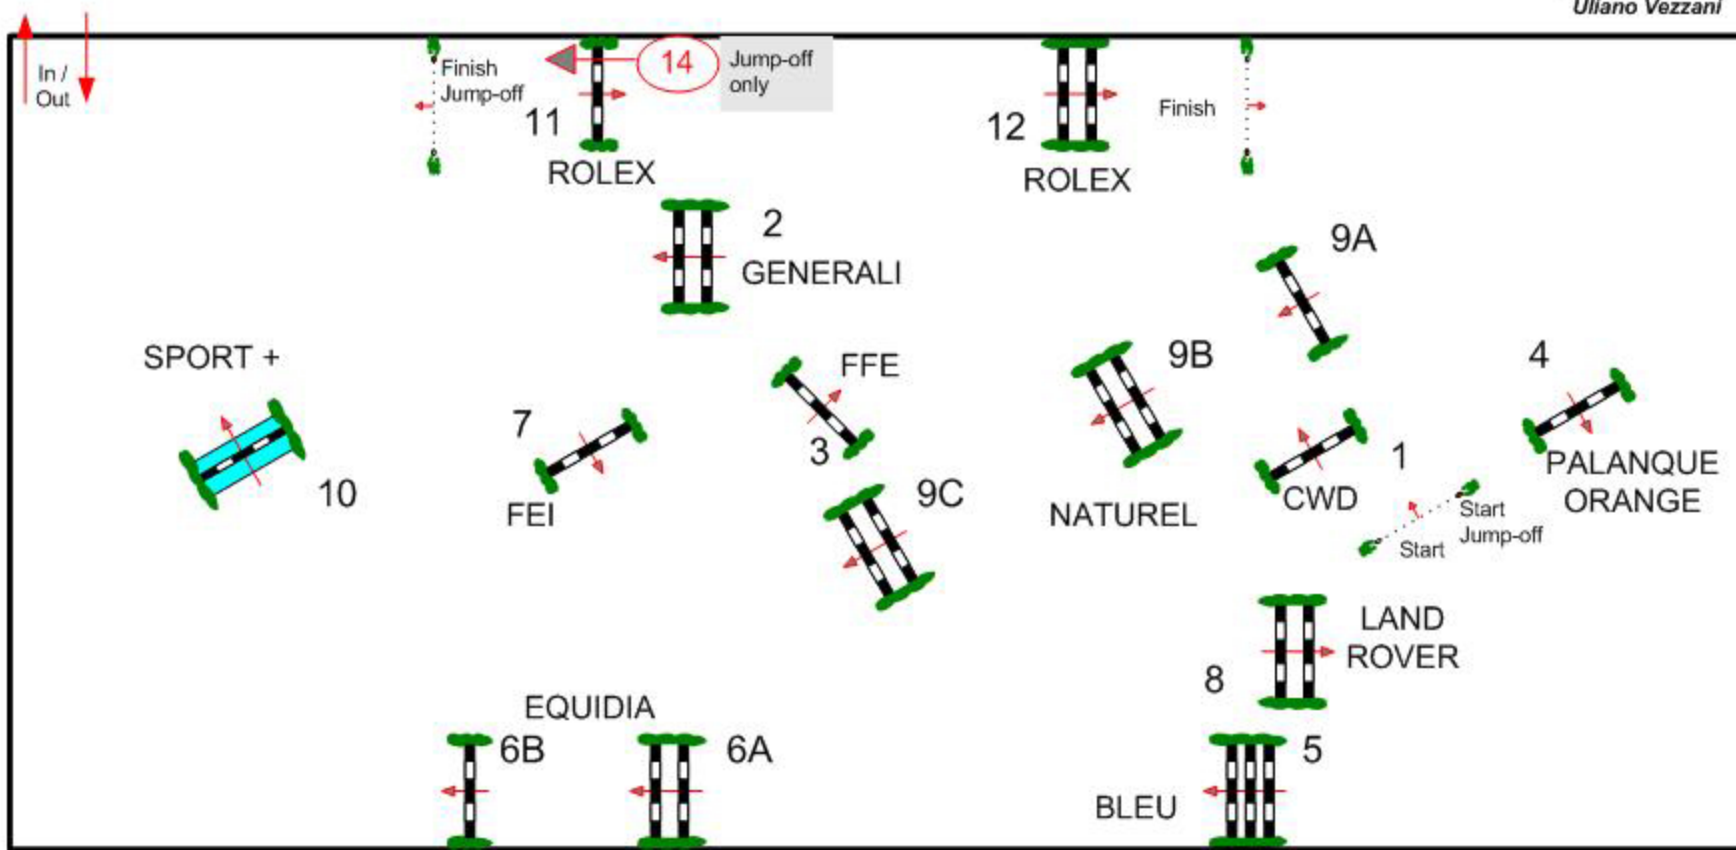 Uliano Vezzani
In /
Out
Finish
Jump-off
14
Jump-off
only
11
ROLEX
12
ROLEX
Finish
2
GENERALI
9A
SPORT +
10
7
FEI
FFE
3
9B
NATUREL
9C
4
PALANQUE
ORANGE
1
CWD
Start
Jump-off
Start
LAND
ROVER
8
EQUIDIA
6B
6A
5
BLEU